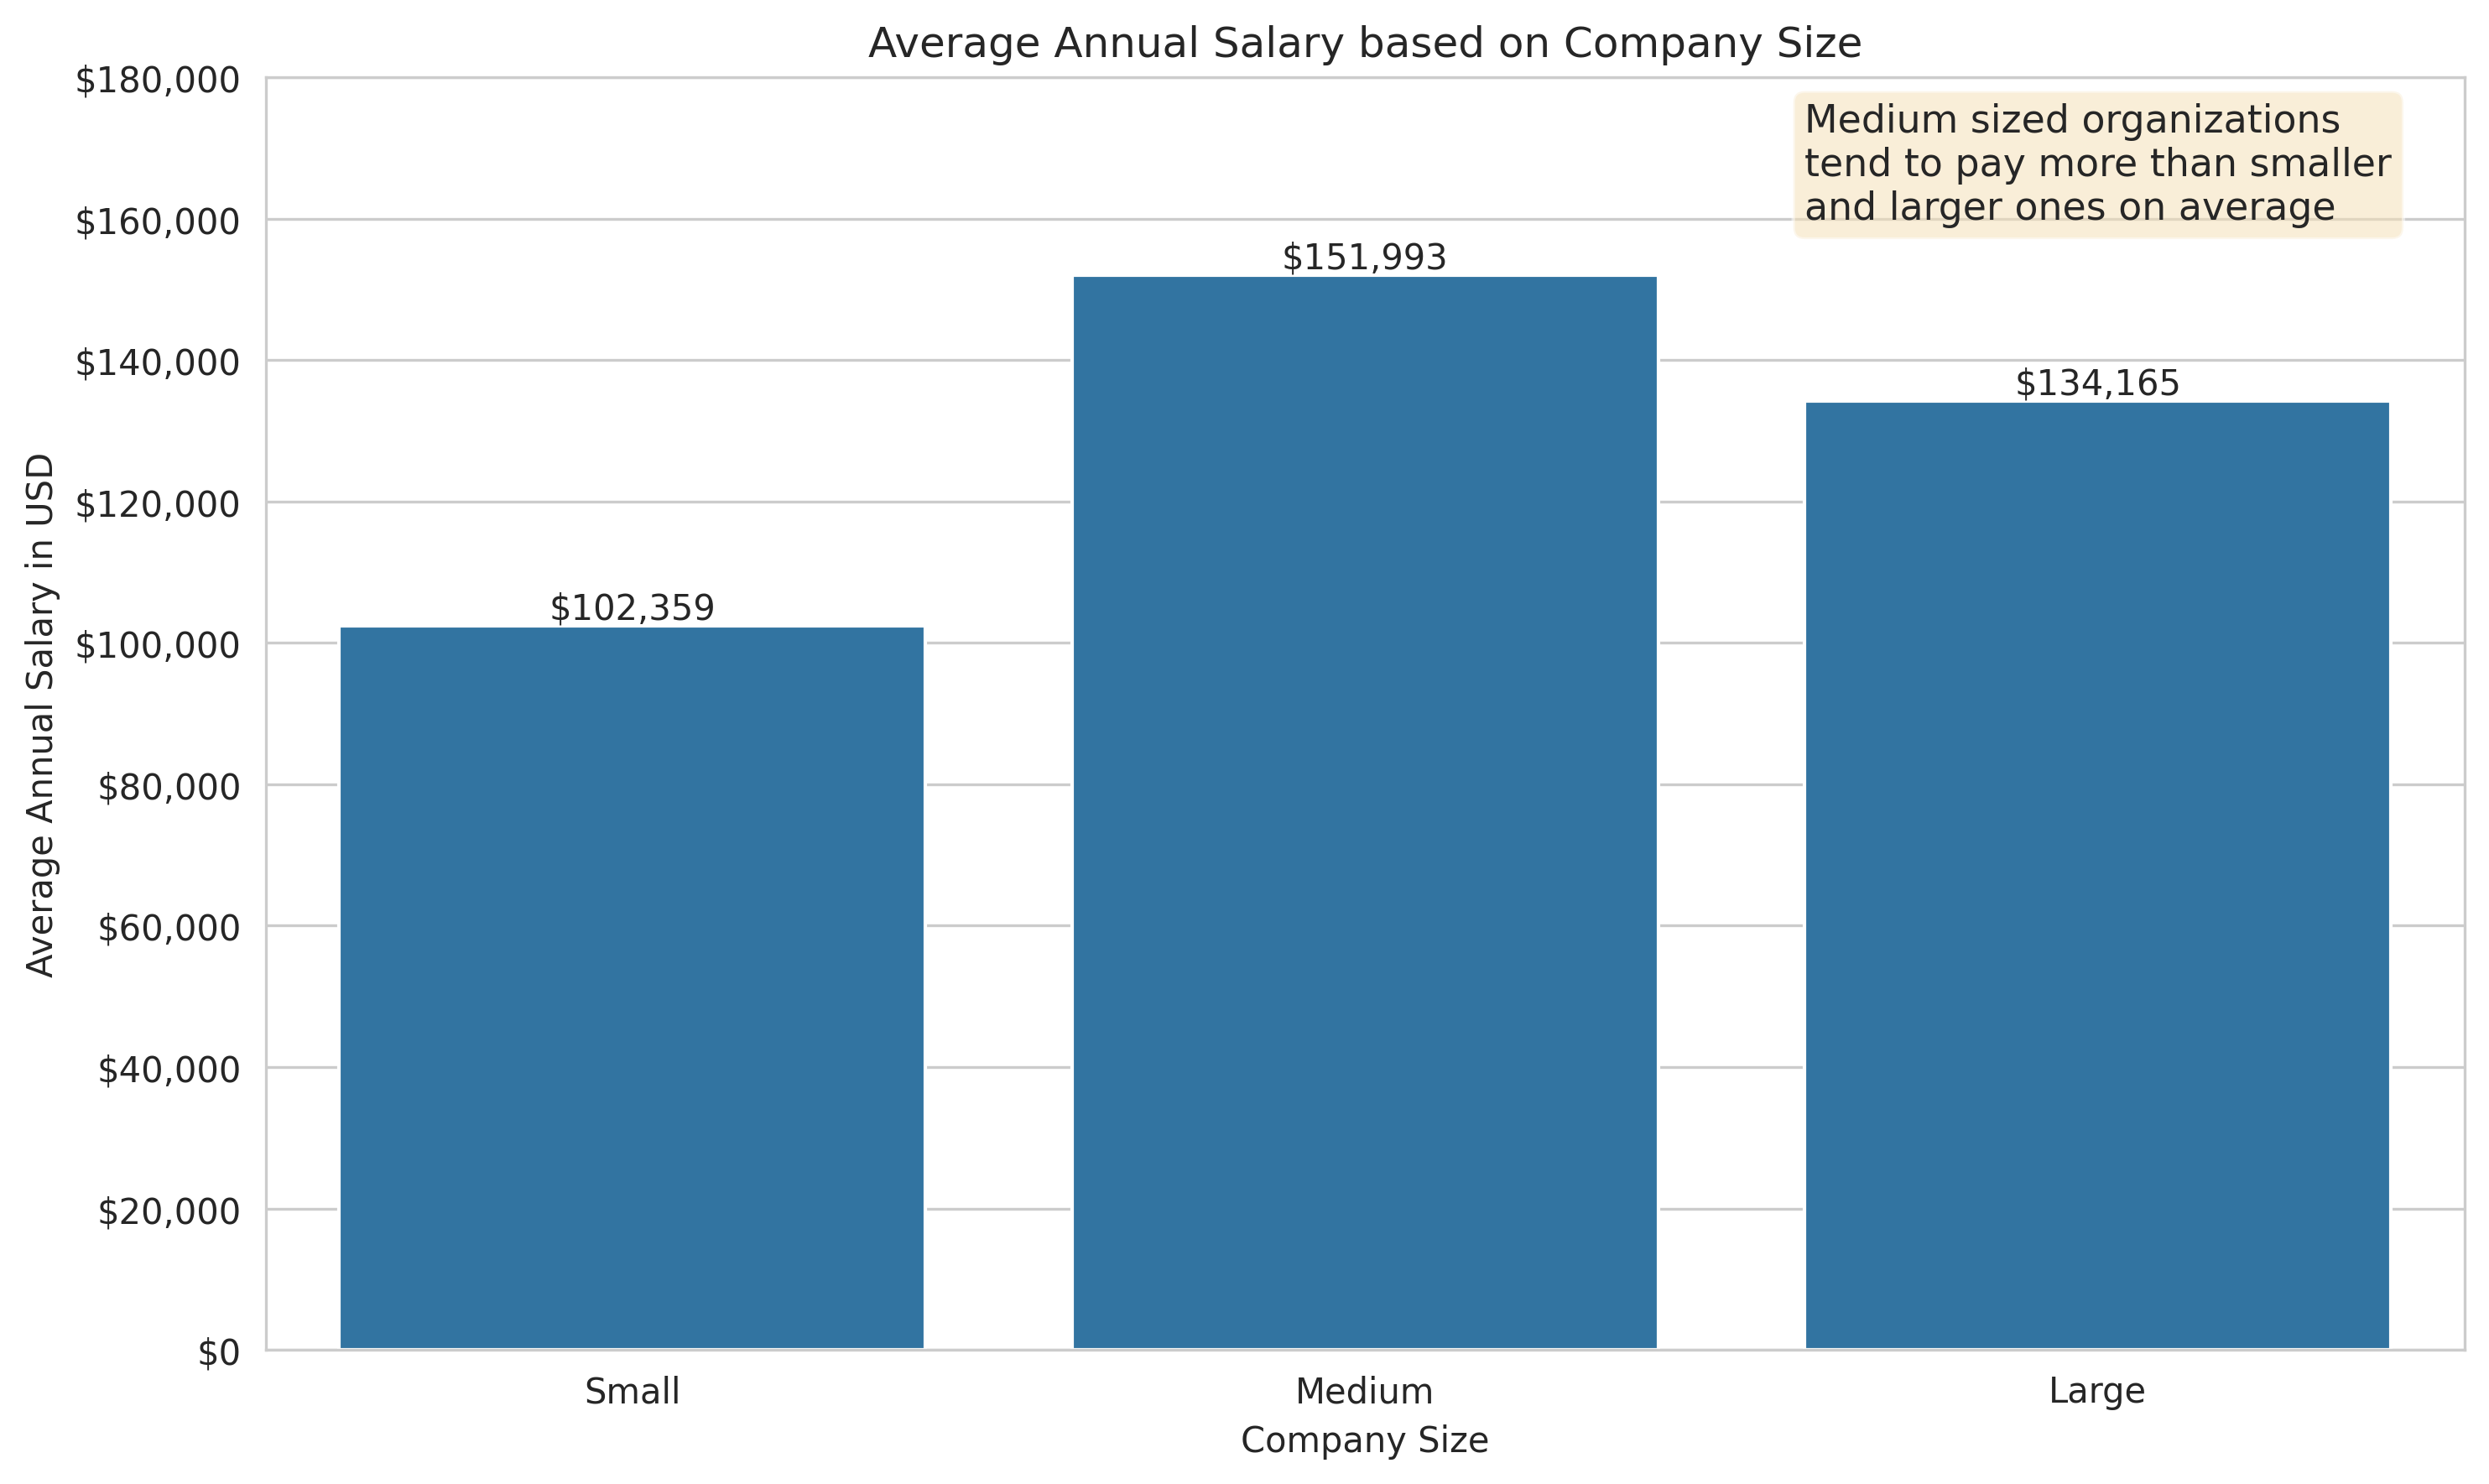 Average Annual Salary based on Company Size
Medium sized organizations
tend to pay more than smaller
and larger ones on average
Average Annual Salary in USD
$180,000
$160,000
$140,000
$120,000
$100,000
$80,000
$60,000
$40,000
$20,000
$0
$102,359
$151,993
$134,165
Small
Medium
Large
Company Size